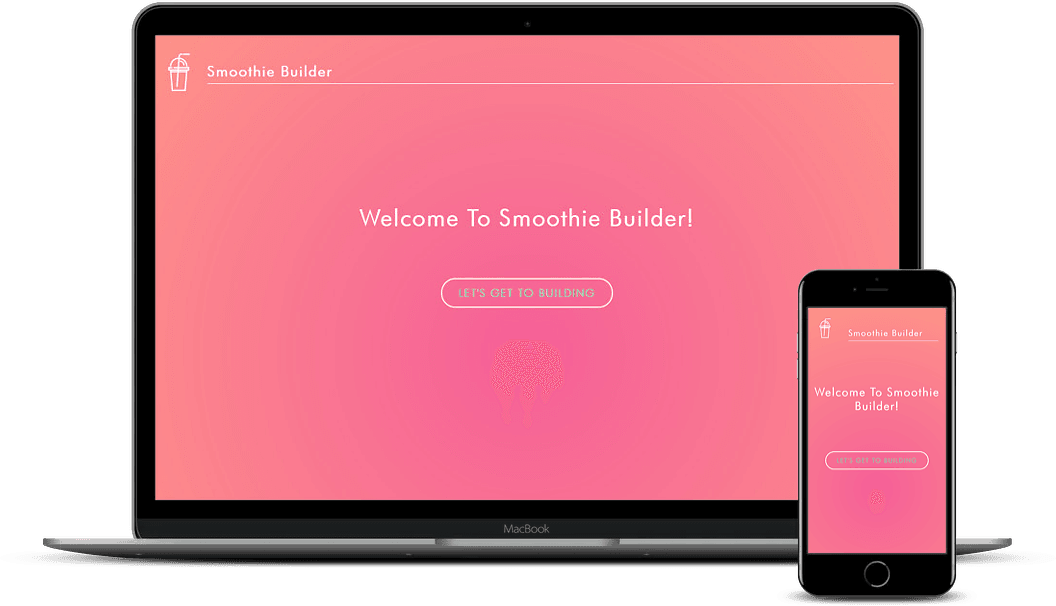 Smoothie Builder
Welcome To Smoothie Builder!
LET'S GET TO BUILDING
MacBook
Smoothie Builder
Welcome To Smoothie
Builder!
LET'S GET TO BUILDING